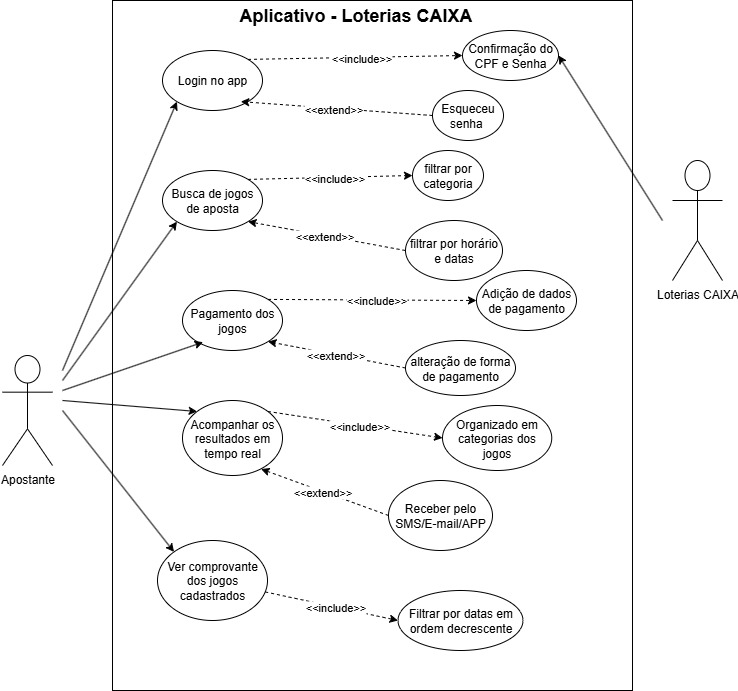 Aplicativo - Loterias CAIXA
Login no app
<<include>>
Confirmação do
CPF e Senha
<<extend>>
Esqueceu
senha
Busca de jogos
de aposta
<<include>>
filtrar por
categoria
<<extend>>
filtrar por horário
e datas
Loterias CAIXA
Pagamento dos
jogos
<<include>>
Adição de dados
de pagamento
<<extend>>
alteração de forma
de pagamento
Apostante
Acompanhar os
resultados em
tempo real
<<include>>
Organizado em
categorias dos
jogos
<<extend>>
Receber pelo
SMS/E-mail/APP
Ver comprovante
dos jogos
cadastrados
<<include>>
Filtrar por datas em
ordem decrescente